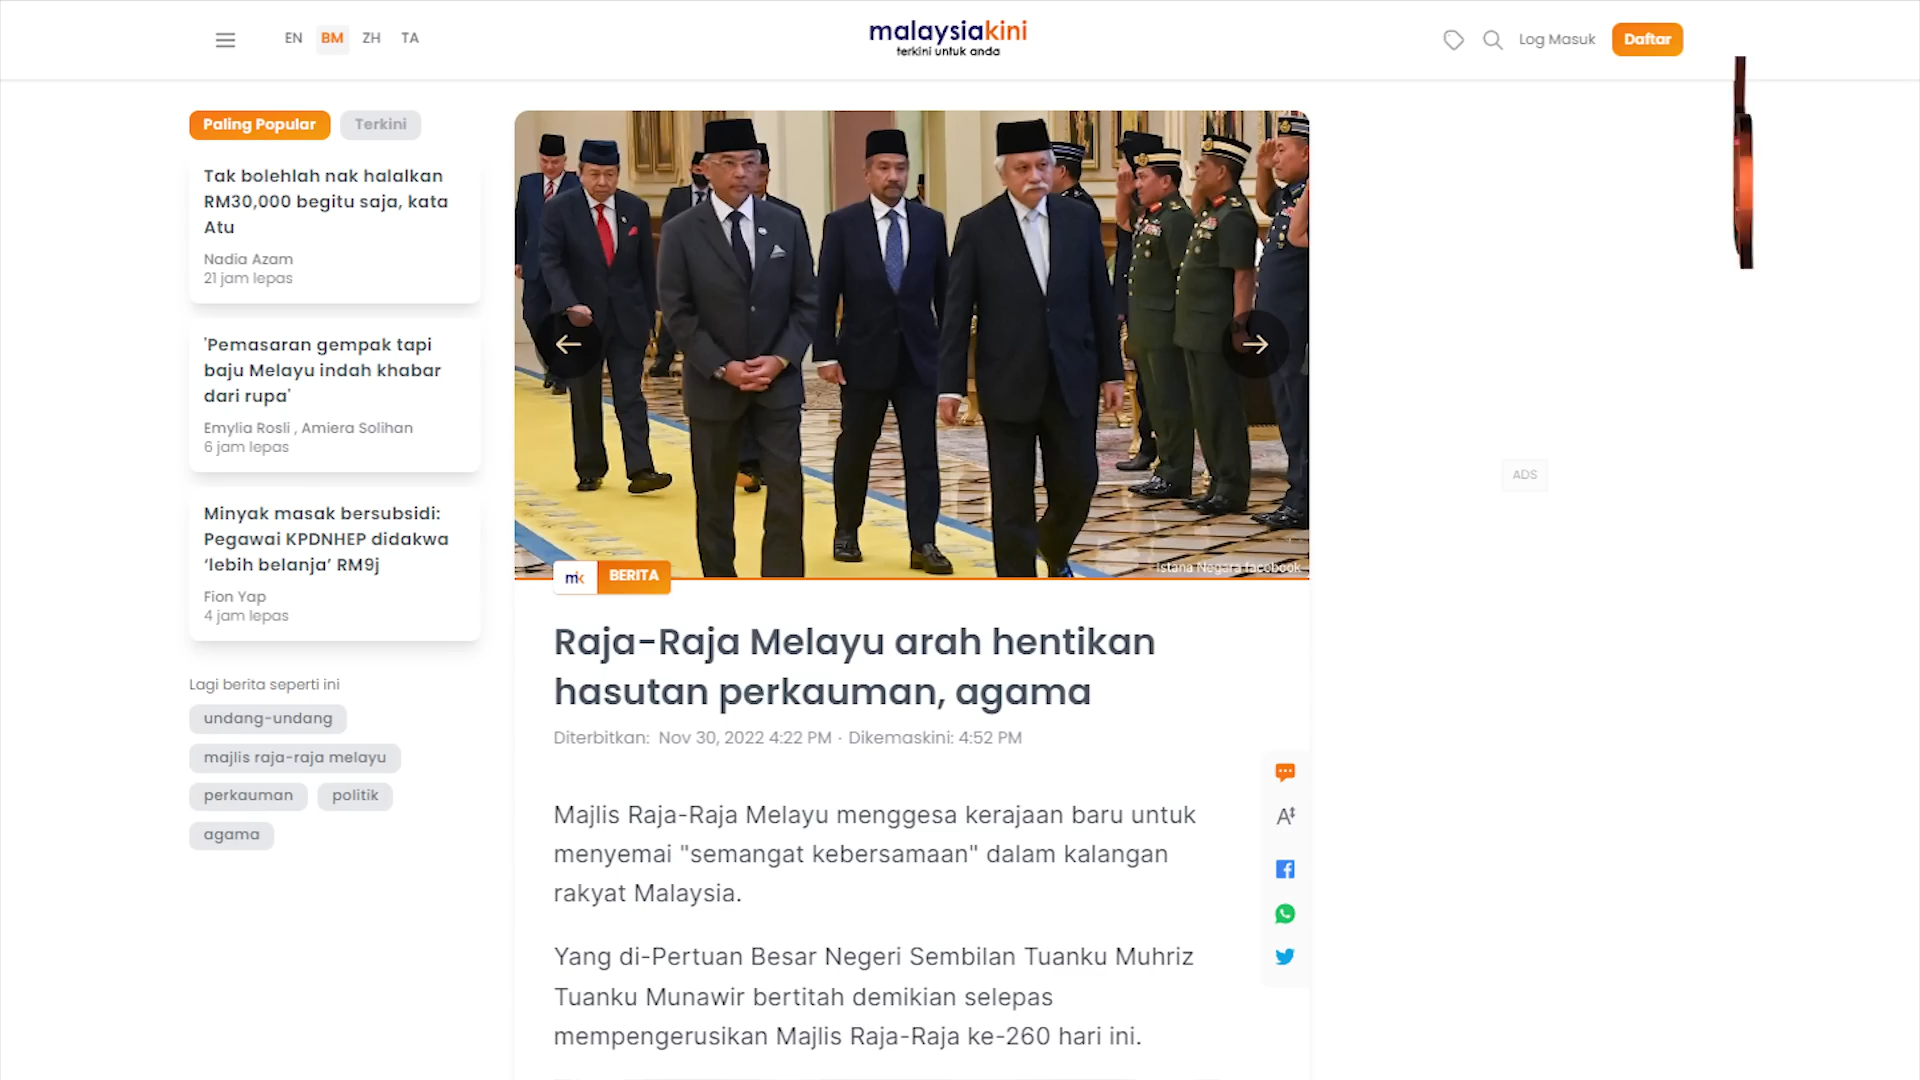 EN BM ZH TA
malaysiakini
terkini untuk anda
Log Masuk
Daftar
Paling Popular
Terkini
Tak bolehlah nak halalkan
RM30,000 begitu saja, kata
Atu
Nadia Azam
21 jam lepas
'Pemasaran gempak tapi
baju Melayu indah khabar
dari rupa'
Emylia Rosli , Amiera Solihan
6 jam lepas
Minyak masak bersubsidi:
Pegawai KPDNHEP didakwa
‘lebih belanja’ RM9j
Fion Yap
4 jam lepas
Lagi berita seperti ini
undang-undang
majlis raja-raja melayu
perkauman
politik
agama
Istana Negara facebook
mk BERITA
Raja-Raja Melayu arah hentikan
hasutan perkauman, agama
Diterbitkan: Nov 30, 2022 4:22 PM · Dikemaskini: 4:52 PM
Majlis Raja-Raja Melayu menggesa kerajaan baru untuk
menyemai "semangat kebersamaan" dalam kalangan
rakyat Malaysia.
Yang di-Pertuan Besar Negeri Sembilan Tuanku Muhriz
Tuanku Munawir bertitah demikian selepas
mempengerusikan Majlis Raja-Raja ke-260 hari ini.
A
ADS